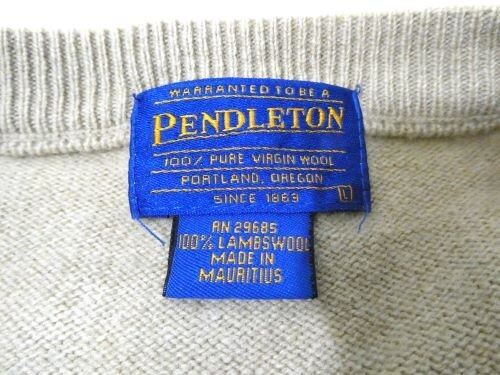 WARRANTED TO BE A
PENDLETON
100% PURE VIRGIN WOOL
PORTLAND, OREGON
SINCE 1863 L
RN 29685
100% LAMBSWOOL
MADE IN
MAURITIUS